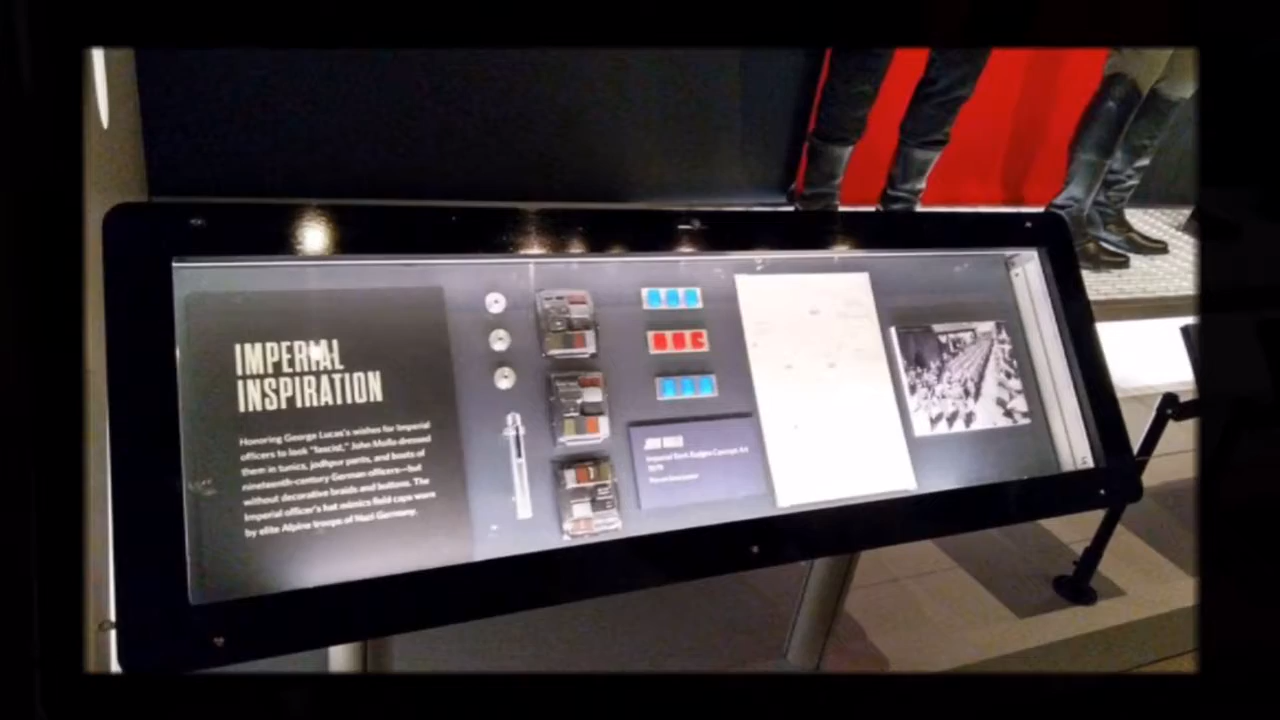 IMPERIAL
INSPIRATION
Honoring George Lucas's wishes for Imperial
officers to look "fascist," John Mollo dressed
them in tunics, jodhpur pants, and boots of
nineteenth-century German officers—but
without decorative braids and buttons. The
Imperial officer's hat mimics field caps worn
by elite Alpine troops of Nazi Germany.
JOHN MOLLO
Imperial Rank Badges Concept Art